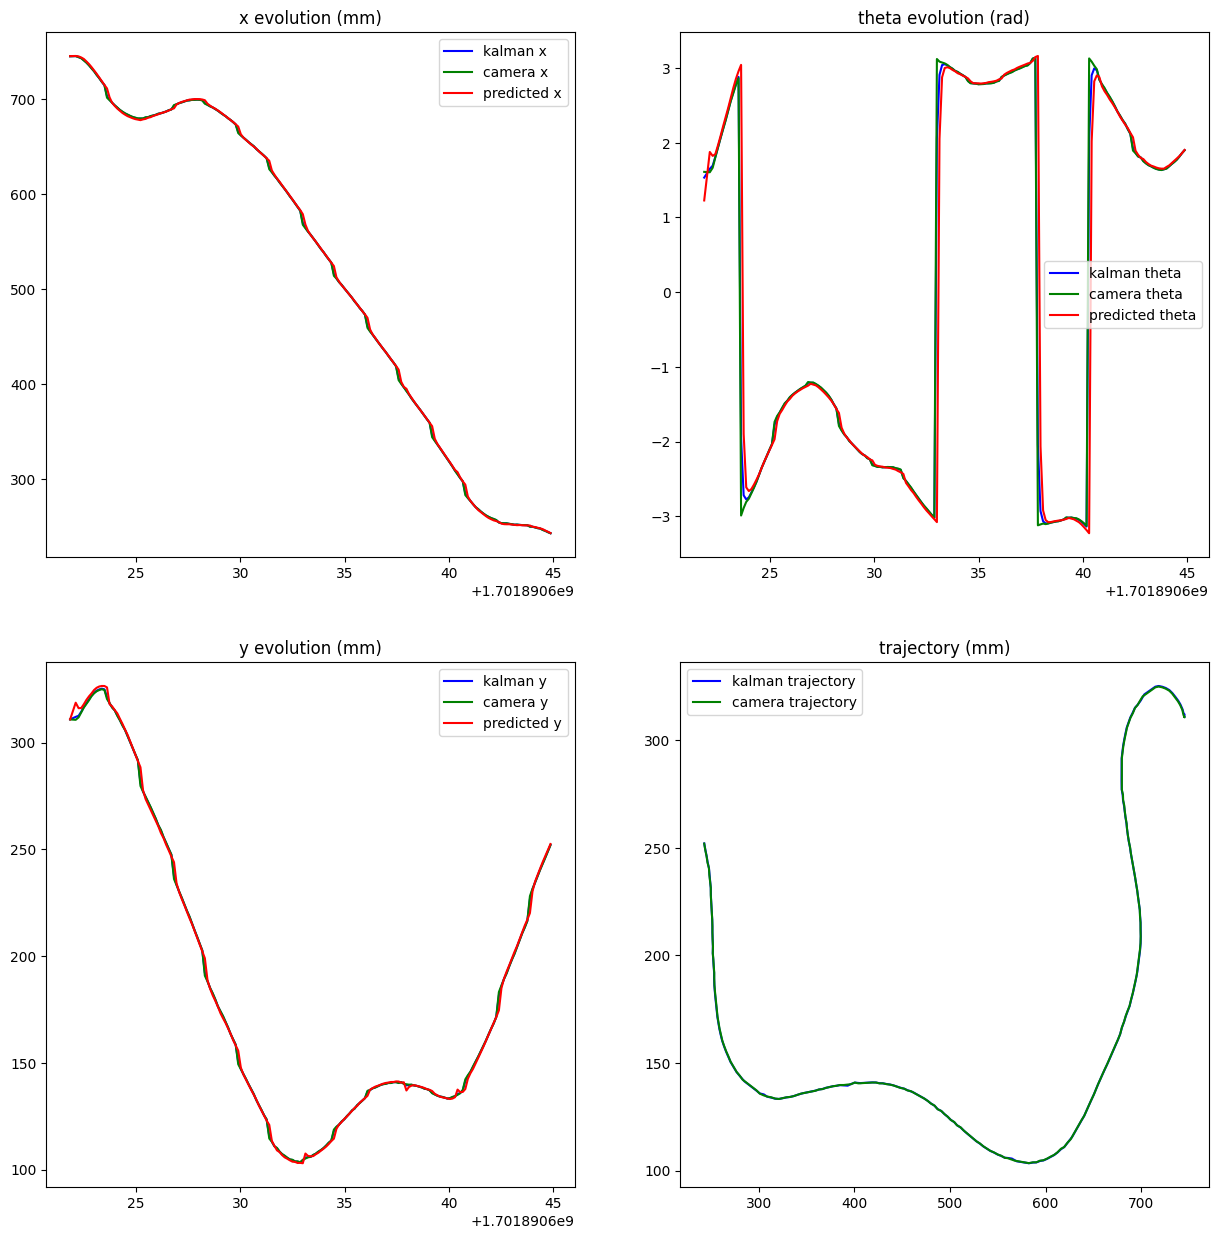 x evolution (mm)
kalman x
camera x
predicted x
700
600
500
400
300
25 30 35 40 45
+1.7018906e9
theta evolution (rad)
3
2
1
0
−1
−2
−3
kalman theta
camera theta
predicted theta
25 30 35 40 45
+1.7018906e9
y evolution (mm)
kalman y
camera y
predicted y
300
250
200
150
100
25 30 35 40 45
+1.7018906e9
trajectory (mm)
kalman trajectory
camera trajectory
300
250
200
150
100
300 400 500 600 700